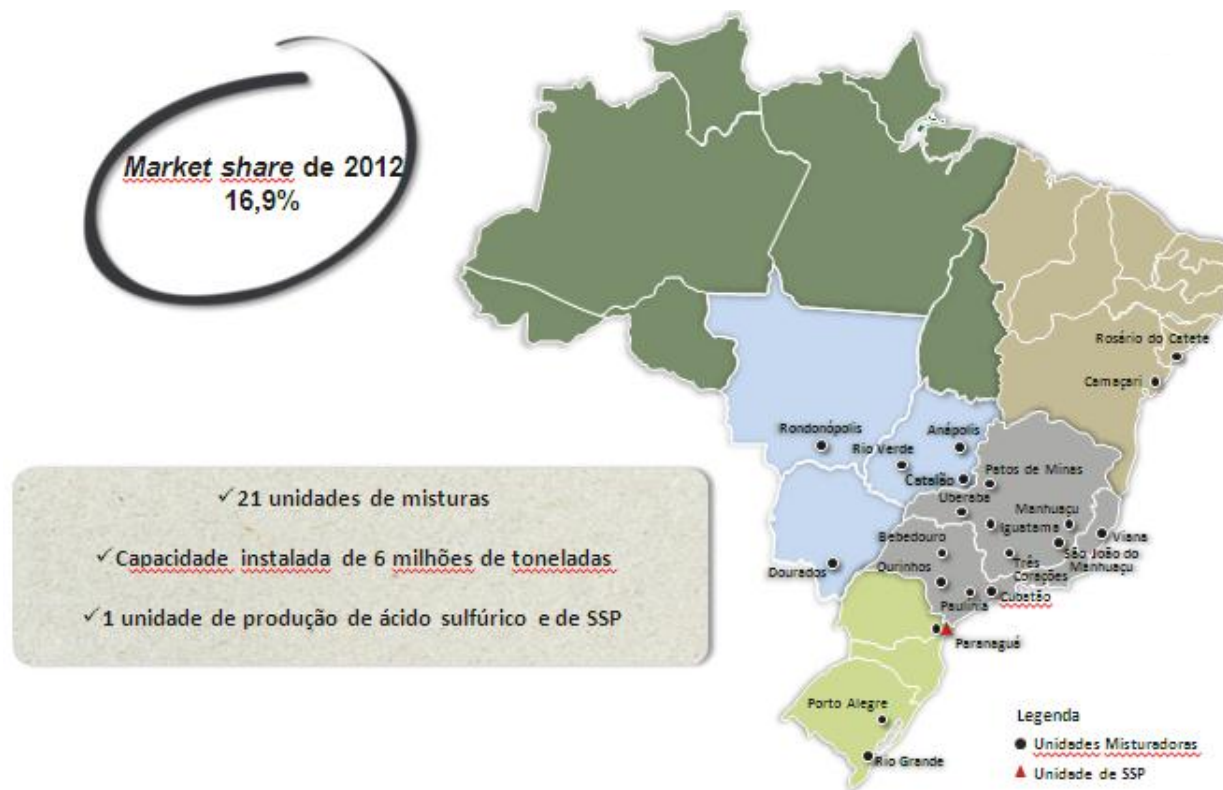 Market share de 2012
16,9%
✓21 unidades de misturas
✓Capacidade instalada de 6 milhões de toneladas
✓1 unidade de produção de ácido sulfúrico e de SSP
Rosário do Catete
Camaçari
Rondonópolis
Rio Verde
Anápolis
Catalão
Patos de Minas
Uberaba
Manhuaçu
Iguatama
Viana
Bebedouro
São João do
Manhuaçu
Três
Corações
Dourados
Ourinhos
Paulínia
Cubatão
Paranaguá
Porto Alegre
Rio Grande
Legenda
Unidades Misturadoras
Unidade de SSP